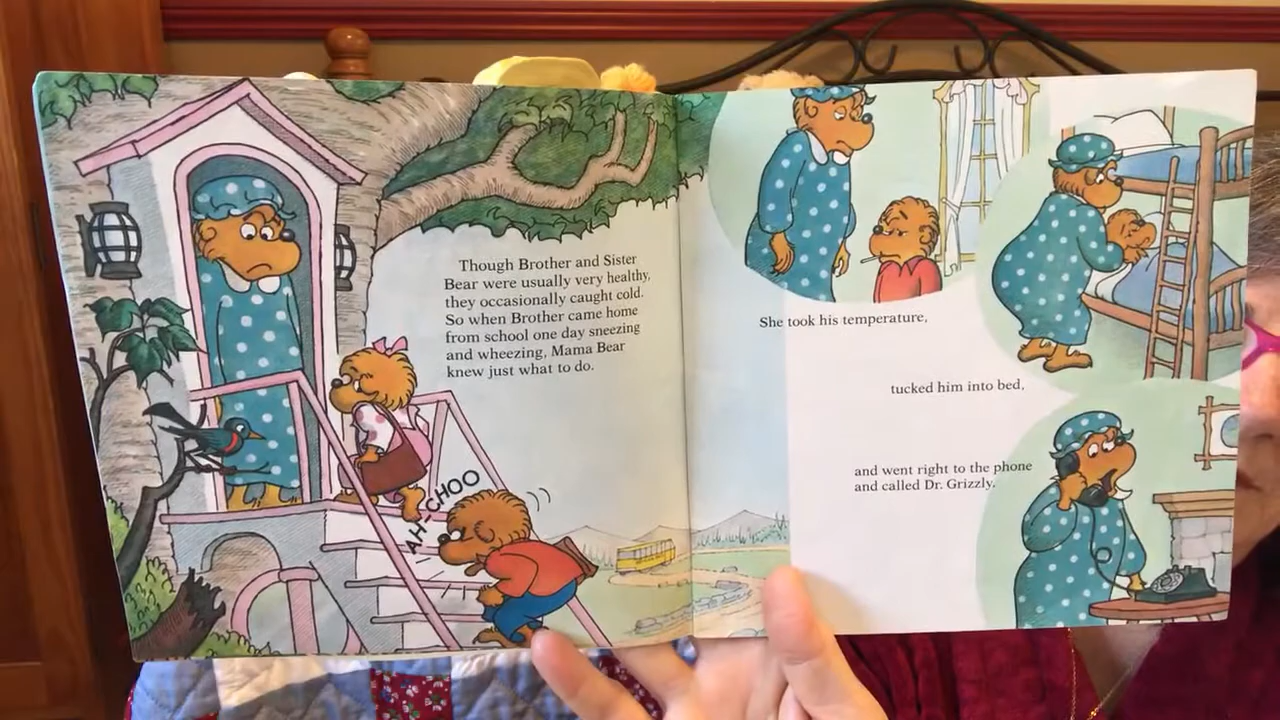 Though Brother and Sister
Bear were usually very healthy,
they occasionally caught cold.
So when Brother came home
from school one day sneezing
and wheezing, Mama Bear
knew just what to do.
AH-CHOO
She took his temperature,
tucked him into bed,
and went right to the phone
and called Dr. Grizzly.